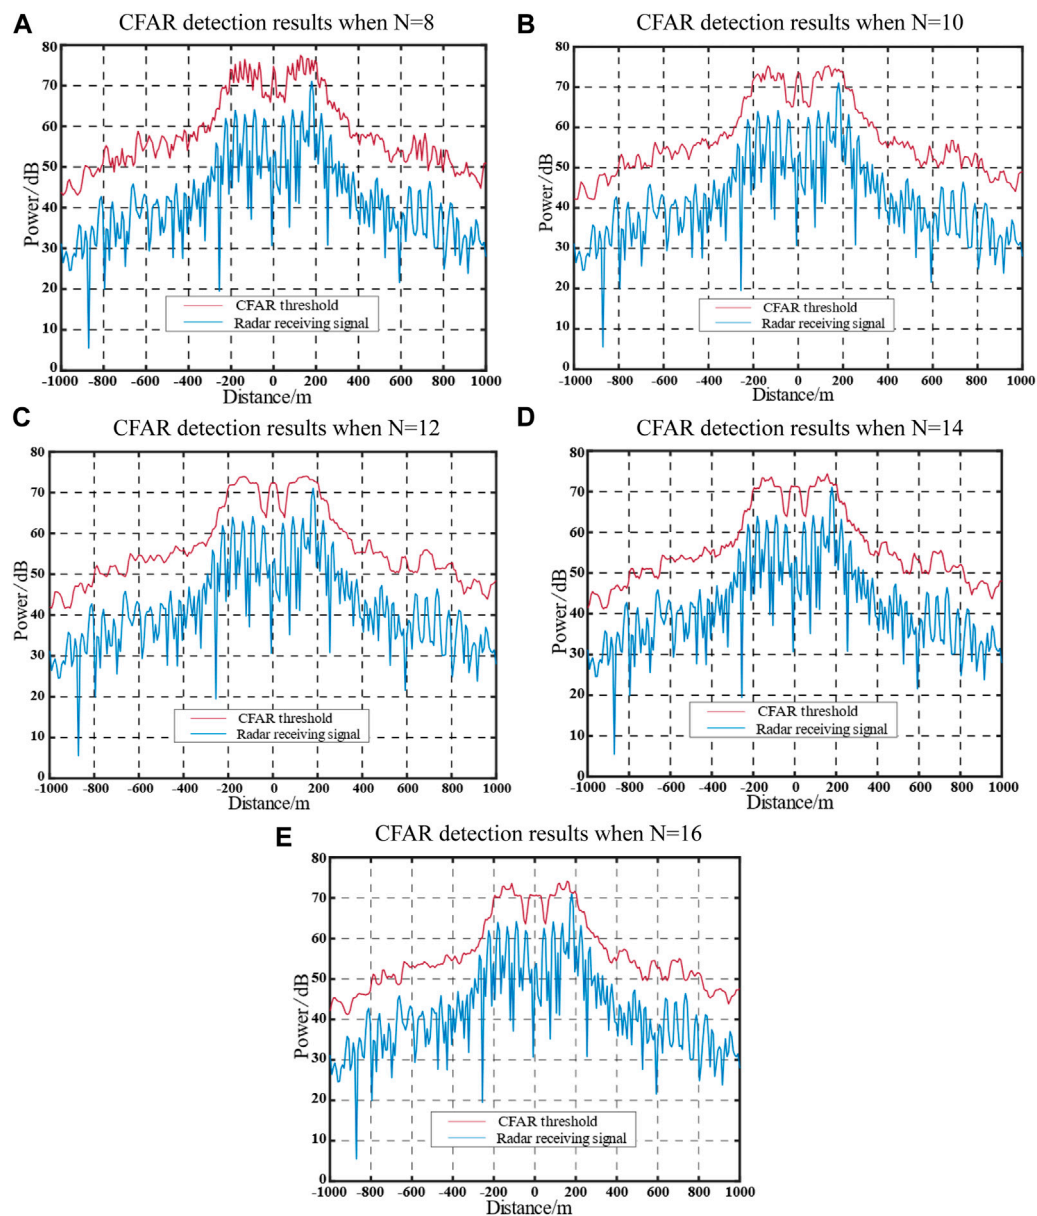 A
CFAR detection results when N=8
80
70
60
50
40
30
20
10
0
Power/dB
CFAR threshold
Radar receiving signal
-1000 -800 -600 -400 -200 0 200 400 600 800 1000
Distance/m
B
CFAR detection results when N=10
80
70
60
50
40
30
20
10
0
Power/dB
CFAR threshold
Radar receiving signal
-1000 -800 -600 -400 -200 0 200 400 600 800 1000
Distance/m
C
CFAR detection results when N=12
80
70
60
50
40
30
20
10
0
Power/dB
CFAR threshold
Radar receiving signal
-1000 -800 -600 -400 -200 0 200 400 600 800 1000
Distance/m
D
CFAR detection results when N=14
80
70
60
50
40
30
20
10
0
Power/dB
CFAR threshold
Radar receiving signal
-1000 -800 -600 -400 -200 0 200 400 600 800 1000
Distance/m
E
CFAR detection results when N=16
80
70
60
50
40
30
20
10
0
Power/dB
CFAR threshold
Radar receiving signal
-1000 -800 -600 -400 -200 0 200 400 600 800 1000
Distance/m